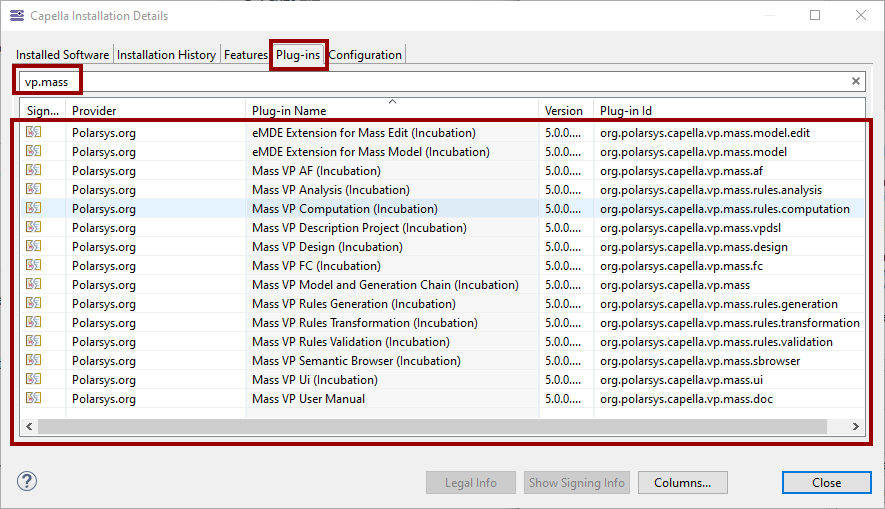 Capella Installation Details
Installed Software Installation History Features Plug-ins Configuration
vp.mass
Sign... Provider Plug-in Name Version Plug-in Id
Polarsys.org eMDE Extension for Mass Edit (Incubation) 5.0.0.... org.polarsys.capella.vp.mass.model.edit
Polarsys.org eMDE Extension for Mass Model (Incubation) 5.0.0.... org.polarsys.capella.vp.mass.model
Polarsys.org Mass VP AF (Incubation) 5.0.0.... org.polarsys.capella.vp.mass.af
Polarsys.org Mass VP Analysis (Incubation) 5.0.0.... org.polarsys.capella.vp.mass.rules.analysis
Polarsys.org Mass VP Computation (Incubation) 5.0.0.... org.polarsys.capella.vp.mass.rules.computation
Polarsys.org Mass VP Description Project (Incubation) 5.0.0.... org.polarsys.capella.vp.mass.vpdsl
Polarsys.org Mass VP Design (Incubation) 5.0.0.... org.polarsys.capella.vp.mass.design
Polarsys.org Mass VP FC (Incubation) 5.0.0.... org.polarsys.capella.vp.mass.fc
Polarsys.org Mass VP Model and Generation Chain (Incubation) 5.0.0.... org.polarsys.capella.vp.mass
Polarsys.org Mass VP Rules Generation (Incubation) 5.0.0.... org.polarsys.capella.vp.mass.rules.generation
Polarsys.org Mass VP Rules Transformation (Incubation) 5.0.0.... org.polarsys.capella.vp.mass.rules.transformation
Polarsys.org Mass VP Rules Validation (Incubation) 5.0.0.... org.polarsys.capella.vp.mass.rules.validation
Polarsys.org Mass VP Semantic Browser (Incubation) 5.0.0.... org.polarsys.capella.vp.mass.sbrowser
Polarsys.org Mass VP Ui (Incubation) 5.0.0.... org.polarsys.capella.vp.mass.ui
Polarsys.org Mass VP User Manual 5.0.0.... org.polarsys.capella.vp.mass.doc
? Legal Info Show Signing Info Columns... Close